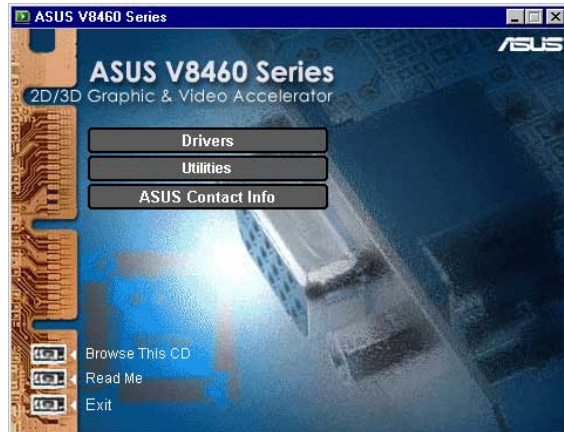 ASUS V8460 Series
ASUS
ASUS V8460 Series
2D/3D Graphic & Video Accelerator
Drivers
Utilities
ASUS Contact Info
Browse This CD
Read Me
Exit